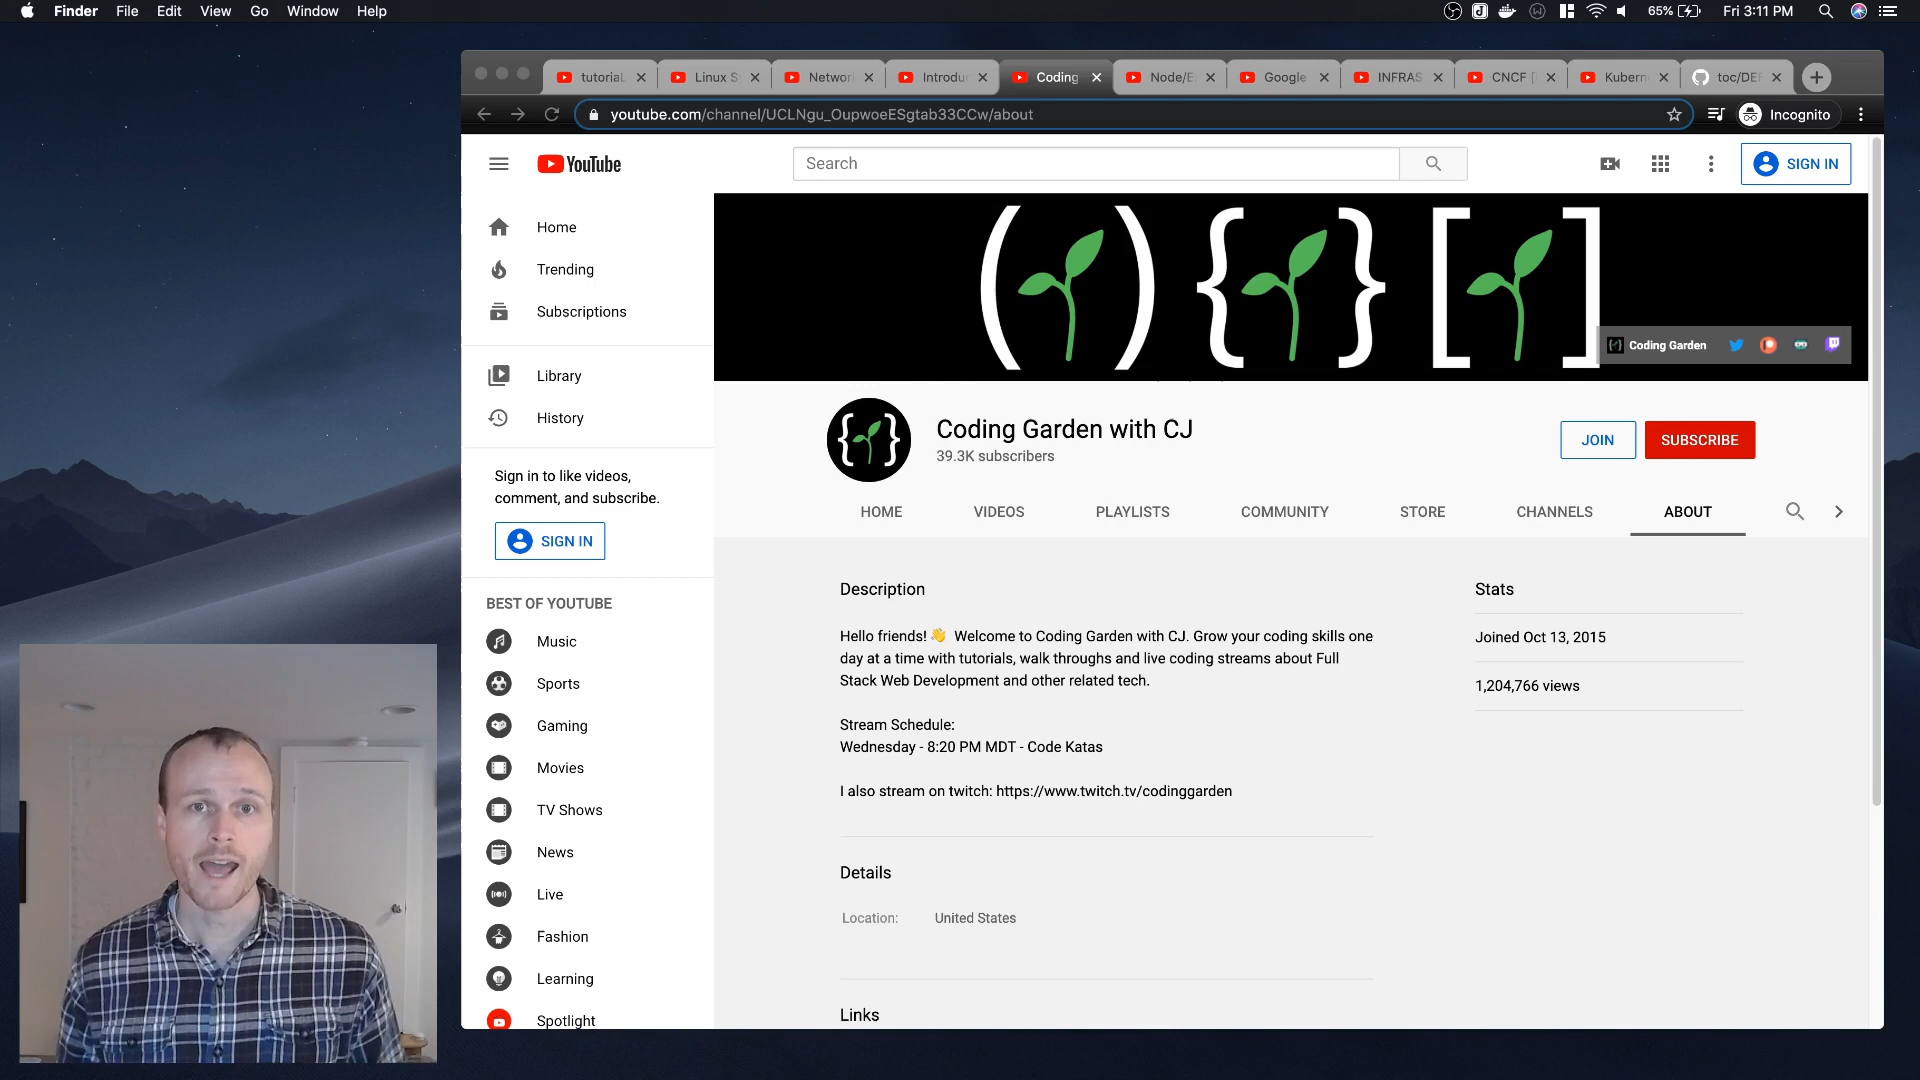 Finder File Edit View Go Window Help
65% Fri 3:11 PM
tutorial Linux S Networ Introdu Coding Node/E Google INFRAS CNCF [ Kubern toc/DEF
youtube.com/channel/UCLNgu_OupwoeESgtab33CCw/about
Incognito
YouTube
Search
SIGN IN
Home
Trending
Subscriptions
Library
History
Sign in to like videos,
comment, and subscribe.
SIGN IN
BEST OF YOUTUBE
Music
Sports
Gaming
Movies
TV Shows
News
Live
Fashion
Learning
Spotlight
( ) { } [ ]
Coding Garden
Coding Garden with CJ
39.3K subscribers
JOIN SUBSCRIBE
HOME VIDEOS PLAYLISTS COMMUNITY STORE CHANNELS ABOUT
Description
Hello friends! 👋 Welcome to Coding Garden with CJ. Grow your coding skills one
day at a time with tutorials, walk throughs and live coding streams about Full
Stack Web Development and other related tech.
Stream Schedule:
Wednesday - 8:20 PM MDT - Code Katas
I also stream on twitch: https://www.twitch.tv/codinggarden
Details
Location: United States
Links
Stats
Joined Oct 13, 2015
1,204,766 views